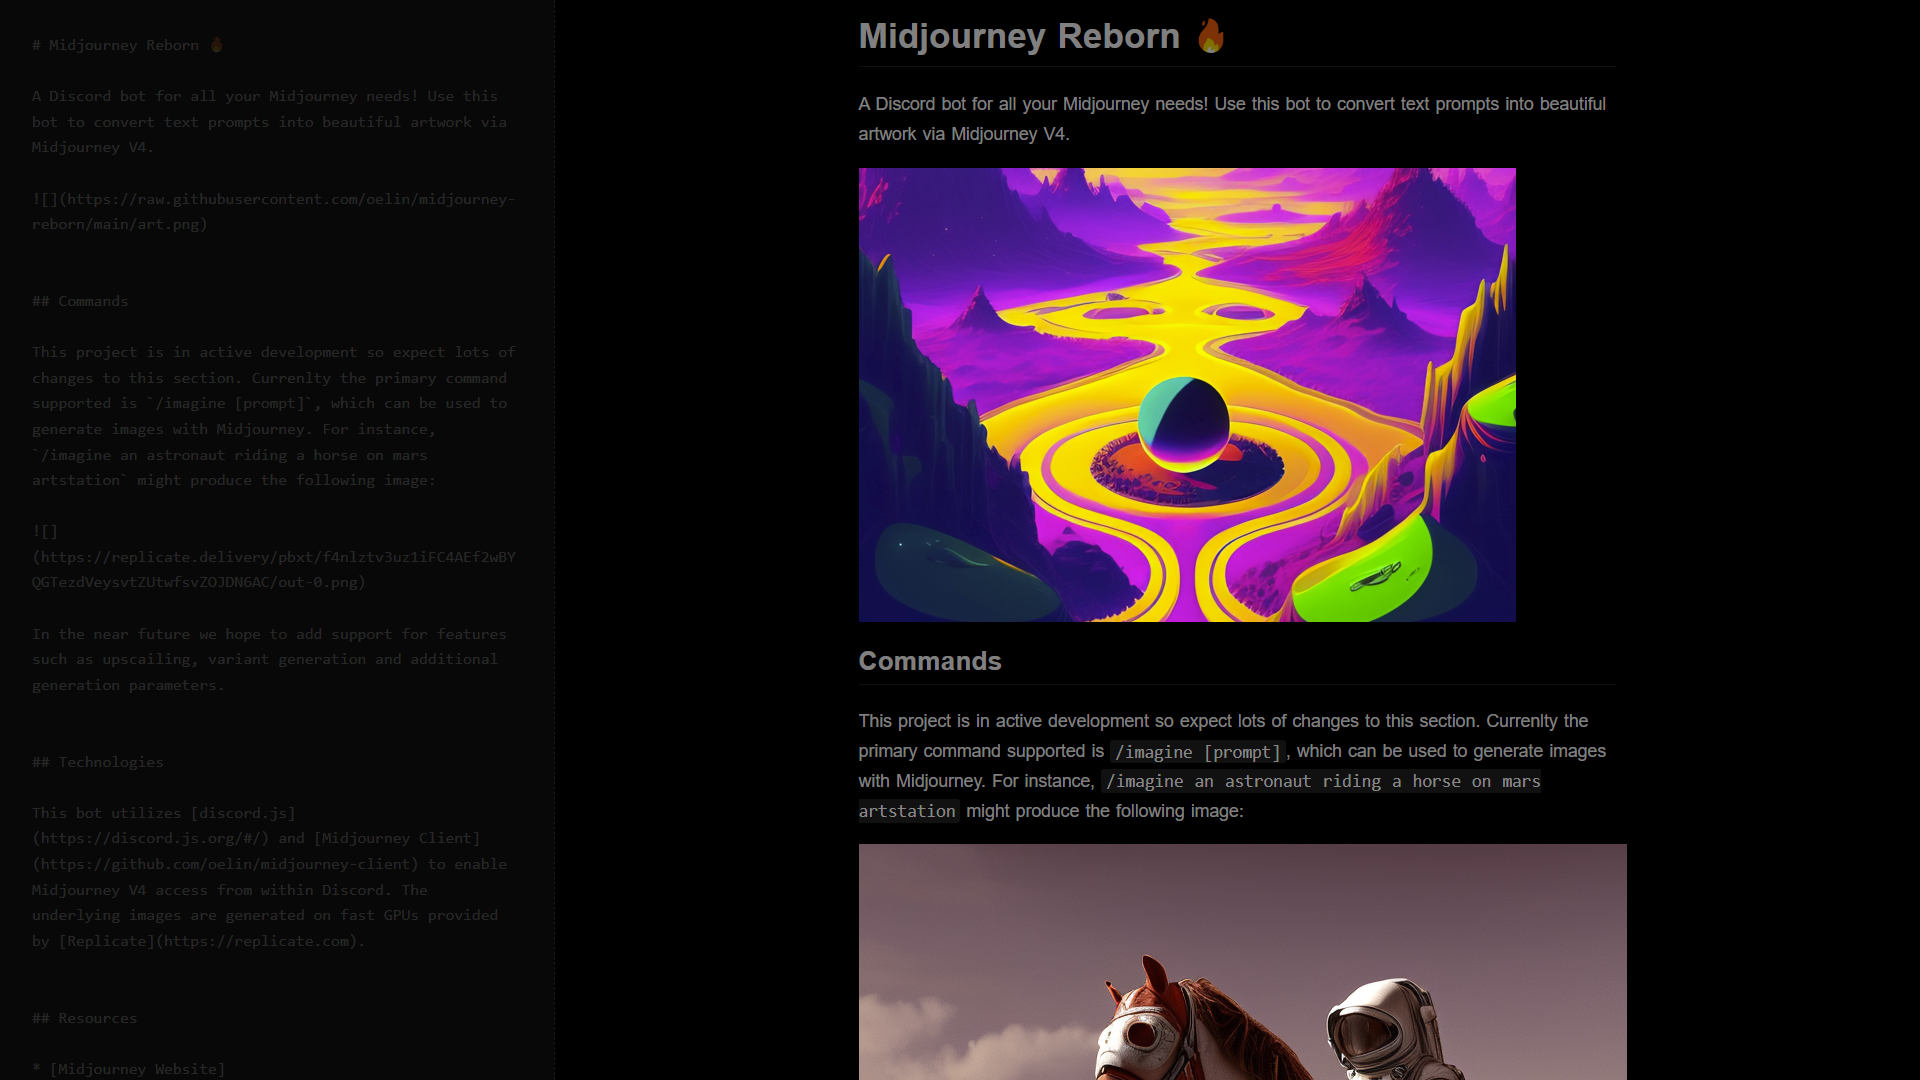 # Midjourney Reborn 🔥
A Discord bot for all your Midjourney needs! Use this
bot to convert text prompts into beautiful artwork via
Midjourney V4.
![](https://raw.githubusercontent.com/oelin/midjourney-
reborn/main/art.png)
## Commands
This project is in active development so expect lots of
changes to this section. Currenlty the primary command
supported is `/imagine [prompt]`, which can be used to
generate images with Midjourney. For instance,
`/imagine an astronaut riding a horse on mars
artstation` might produce the following image:
![]
(https://replicate.delivery/pbxt/f4nlztv3uz1iFC4AEf2wBY
QGTezdVeysvtZUtwfsvZOJDN6AC/out-0.png)
In the near future we hope to add support for features
such as upscailing, variant generation and additional
generation parameters.
## Technologies
This bot utilizes [discord.js]
(https://discord.js.org/#/) and [Midjourney Client]
(https://github.com/oelin/midjourney-client) to enable
Midjourney V4 access from within Discord. The
underlying images are generated on fast GPUs provided
by [Replicate](https://replicate.com).
## Resources
* [Midjourney Website]
Midjourney Reborn 🔥
A Discord bot for all your Midjourney needs! Use this bot to convert text prompts into beautiful
artwork via Midjourney V4.
Commands
This project is in active development so expect lots of changes to this section. Currenlty the
primary command supported is /imagine [prompt], which can be used to generate images
with Midjourney. For instance, /imagine an astronaut riding a horse on mars
artstation might produce the following image: